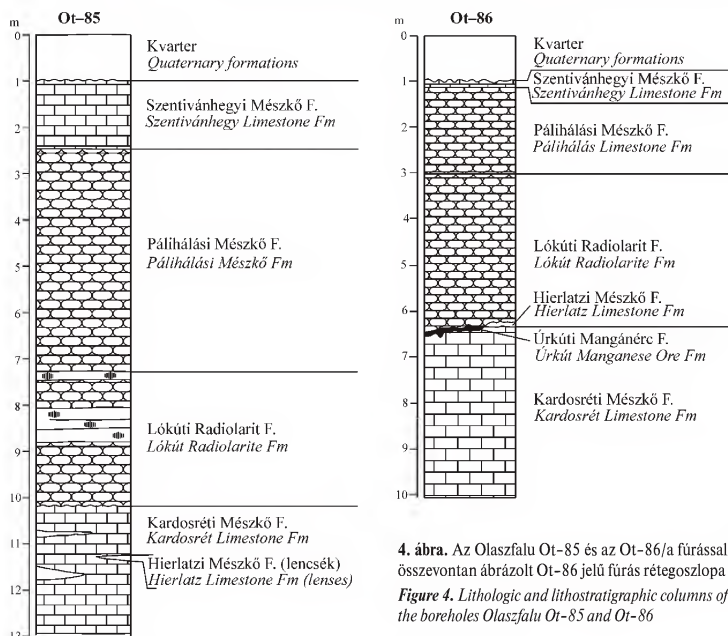 m
Ot–85
0
Kvarter
Quaternary formations
1
Szentivánhegyi Mészkő F.
Szentivánhegy Limestone Fm
2
3
4
Pálihálási Mészkő F.
Pálihálási Mészkő Fm
5
6
7
8
Lókúti Radiolarit F.
Lókút Radiolarite Fm
9
10
Kardosréti Mészkő F.
Kardosrét Limestone Fm
11
Hierlatzi Mészkő F. (lencsék)
Hierlatz Limestone Fm (lenses)
12
m
Ot–86
0
Kvarter
Quaternary formations
1
Szentivánhegyi Mészkő F.
Szentivánhegy Limestone Fm
2
Pálihálási Mészkő F.
Pálihálás Limestone Fm
3
4
Lókúti Radiolarit F.
Lókút Radiolarite Fm
5
6
Hierlatzi Mészkő F.
Hierlatz Limestone Fm
Úrkúti Mangánérc F.
Úrkút Manganese Ore Fm
7
8
Kardosréti Mészkő F.
Kardosrét Limestone Fm
9
10
4. ábra. Az Olaszfalu Ot–85 és az Ot–86/a fúrással
összevontan ábrázolt Ot–86 jelű fúrás rétegoszlopa
Figure 4. Lithologic and lithostratigraphic columns of
the boreholes Olaszfalu Ot–85 and Ot–86